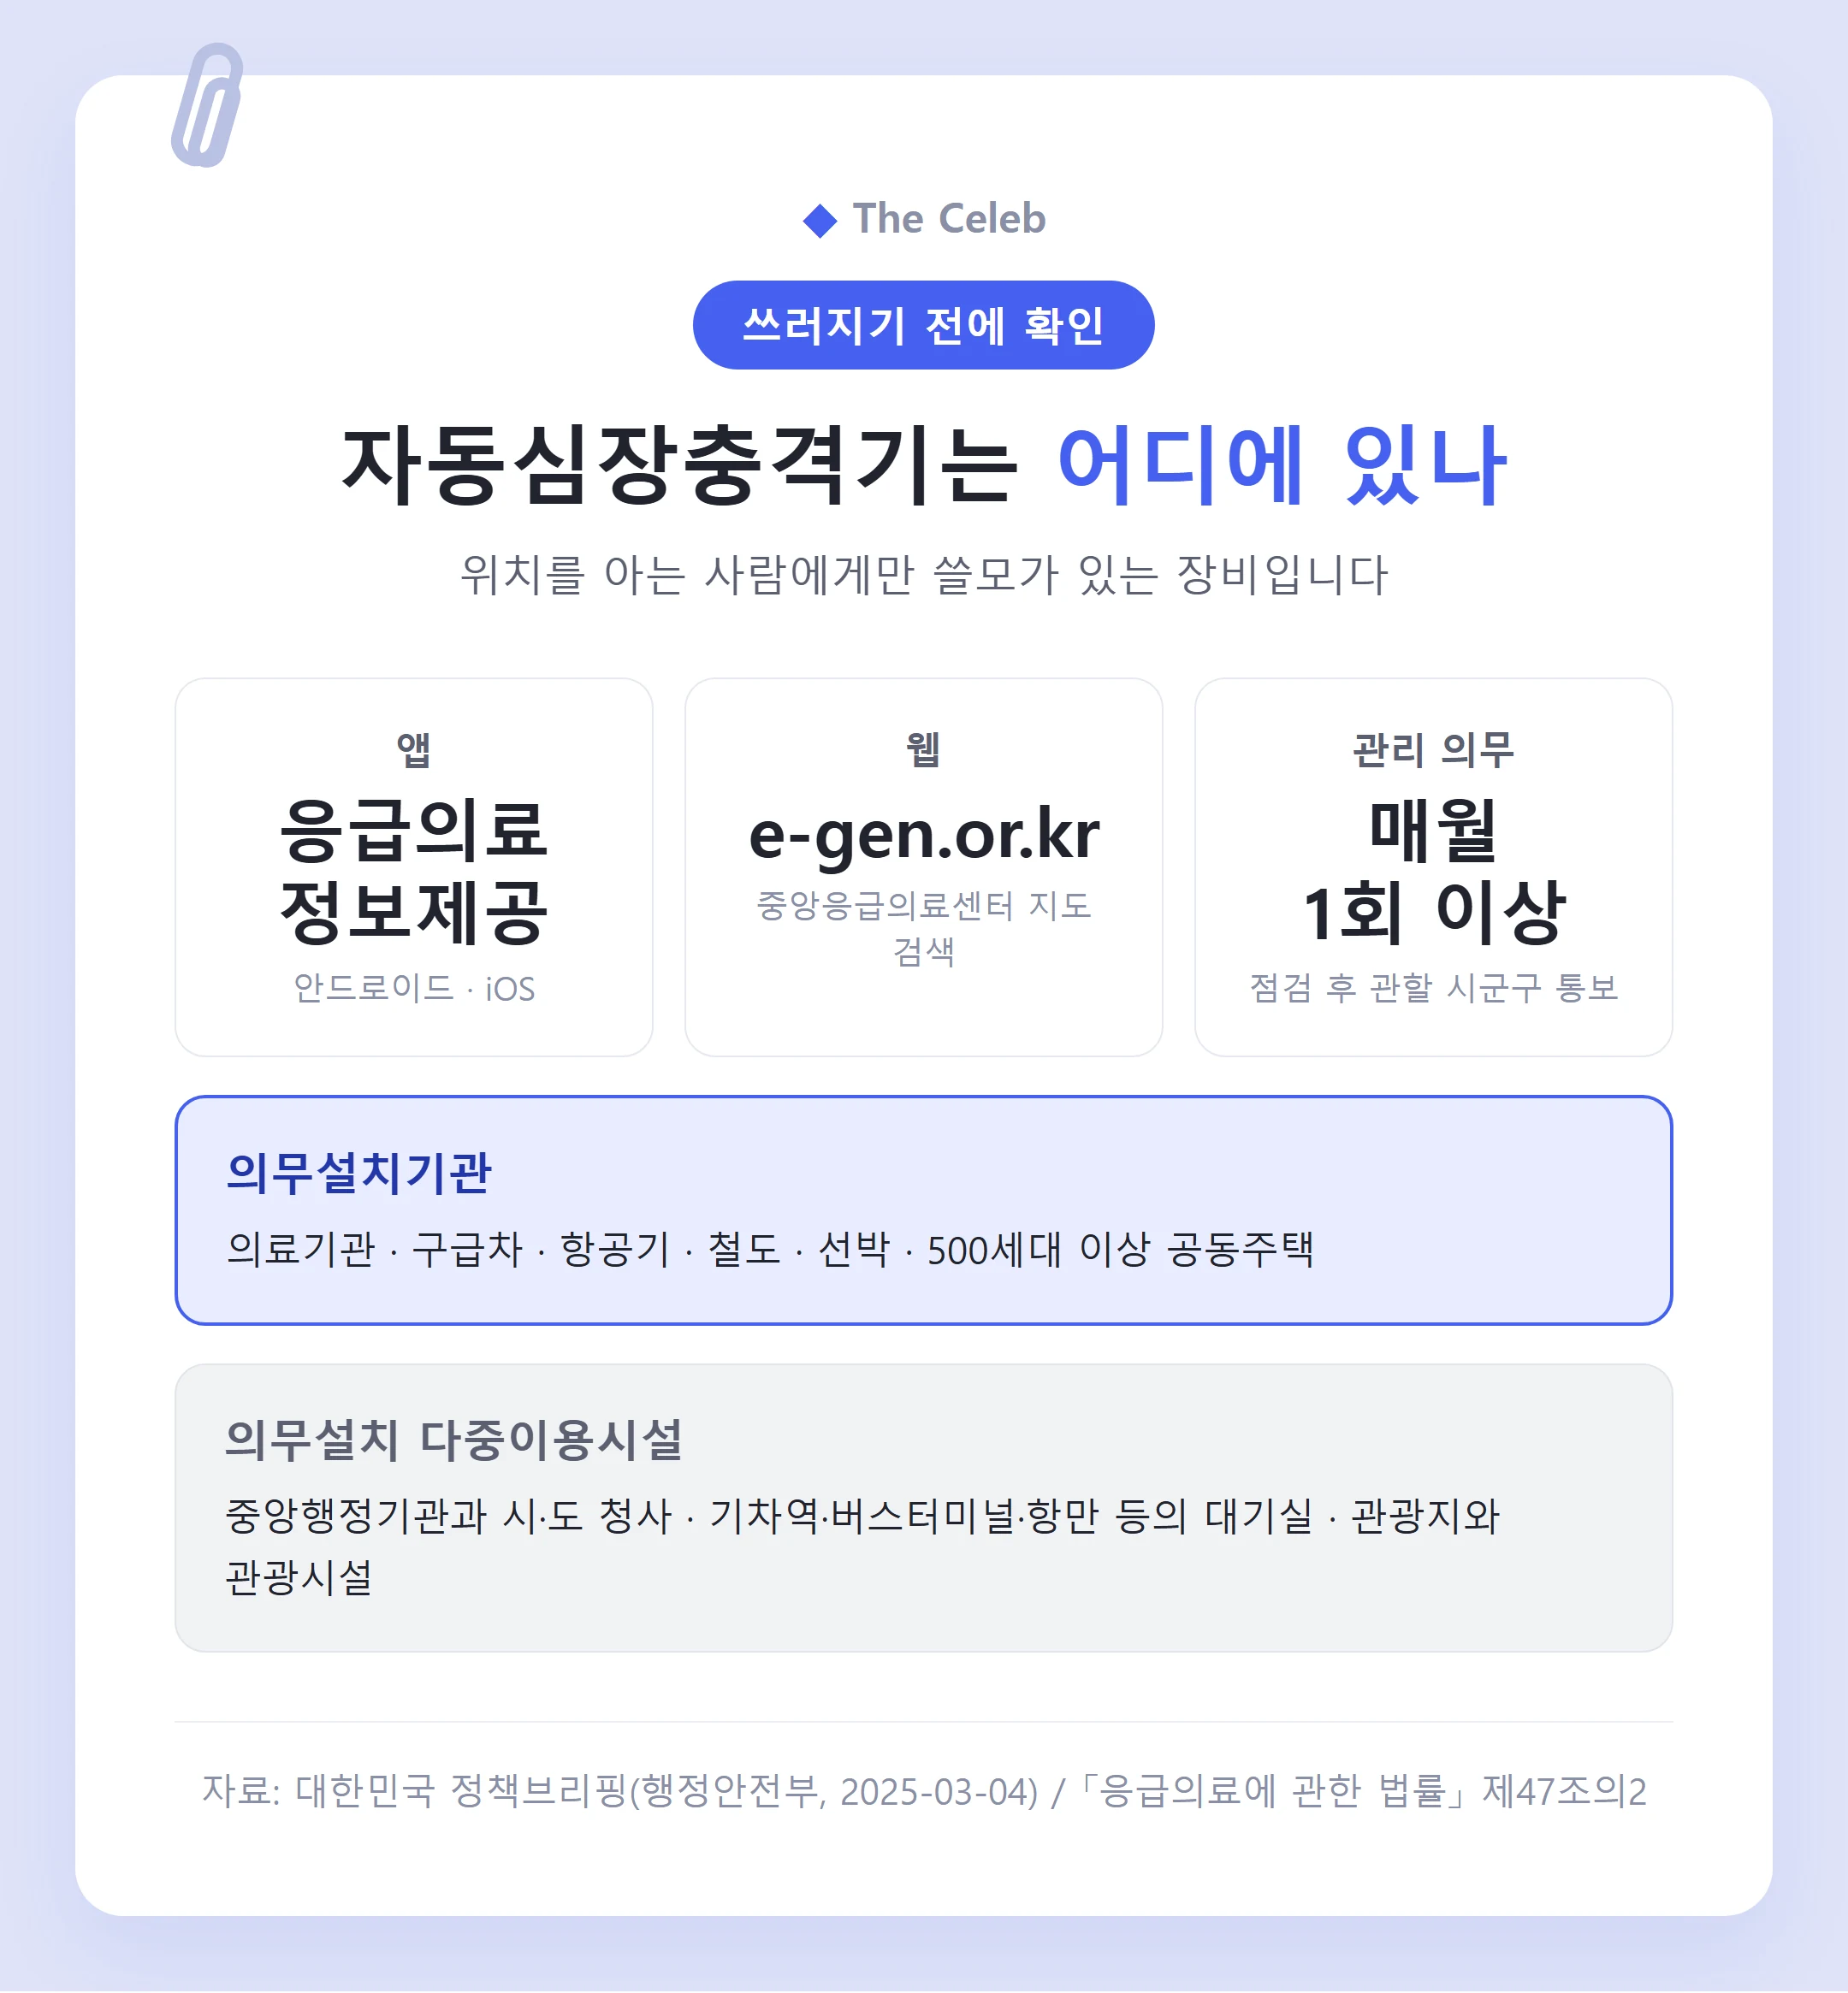 The Celeb
쓰러지기 전에 확인
자동심장충격기는 어디에 있나
위치를 아는 사람에게만 쓸모가 있는 장비입니다
앱
응급의료
정보제공
안드로이드 · iOS
웹
e-gen.or.kr
중앙응급의료센터 지도
검색
관리 의무
매월
1회 이상
점검 후 관할 시군구 통보
의무설치기관
의료기관 · 구급차 · 항공기 · 철도 · 선박 · 500세대 이상 공동주택
의무설치 다중이용시설
중앙행정기관과 시·도 청사 · 기차역·버스터미널·항만 등의 대기실 · 관광지와
관광시설
자료: 대한민국 정책브리핑(행정안전부, 2025-03-04) /「응급의료에 관한 법률」제47조의2